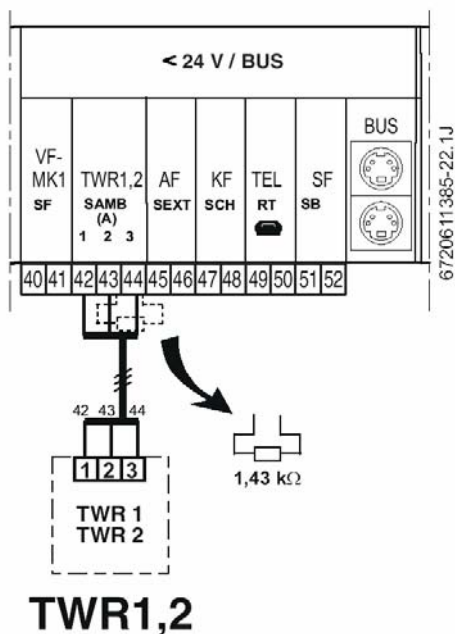 < 24 V / BUS
BUS
VF-
MK1
SF
TWR1,2
SAMB
(A)
1 2 3
AF
SEXT
KF
SCH
TEL
RT
SF
SB
6720611385-22.1J
40 41 42 43 44 45 46 47 48 49 50 51 52
42 43 44
1 2 3
TWR 1
TWR 2
1,43 kΩ
TWR1,2